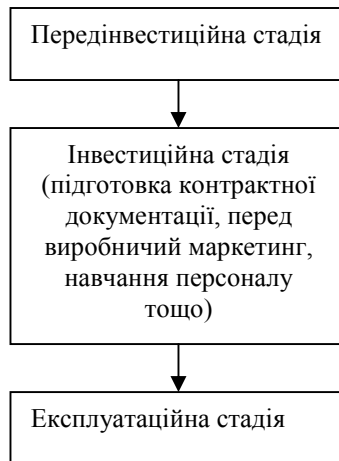 Передінвестиційна стадія
Інвестиційна стадія
(підготовка контрактної
документації, перед
виробничий маркетинг,
навчання персоналу
тощо)
Експлуатаційна стадія